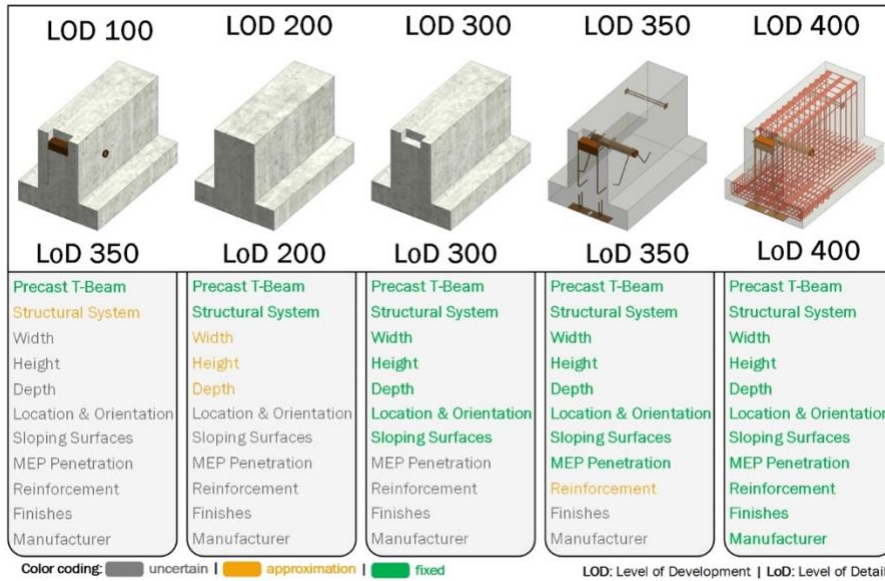 LOD 100
LOD 200
LOD 300
LOD 350
LOD 400
LoD 350
LoD 200
LoD 300
LoD 350
LoD 400
Precast T-Beam
Structural System
Width
Height
Depth
Location & Orientation
Sloping Surfaces
MEP Penetration
Reinforcement
Finishes
Manufacturer
Precast T-Beam
Structural System
Width
Height
Depth
Location & Orientation
Sloping Surfaces
MEP Penetration
Reinforcement
Finishes
Manufacturer
Precast T-Beam
Structural System
Width
Height
Depth
Location & Orientation
Sloping Surfaces
MEP Penetration
Reinforcement
Finishes
Manufacturer
Precast T-Beam
Structural System
Width
Height
Depth
Location & Orientation
Sloping Surfaces
MEP Penetration
Reinforcement
Finishes
Manufacturer
Precast T-Beam
Structural System
Width
Height
Depth
Location & Orientation
Sloping Surfaces
MEP Penetration
Reinforcement
Finishes
Manufacturer
Color coding: uncertain | approximation | fixed
LOD: Level of Development | LoD: Level of Detail